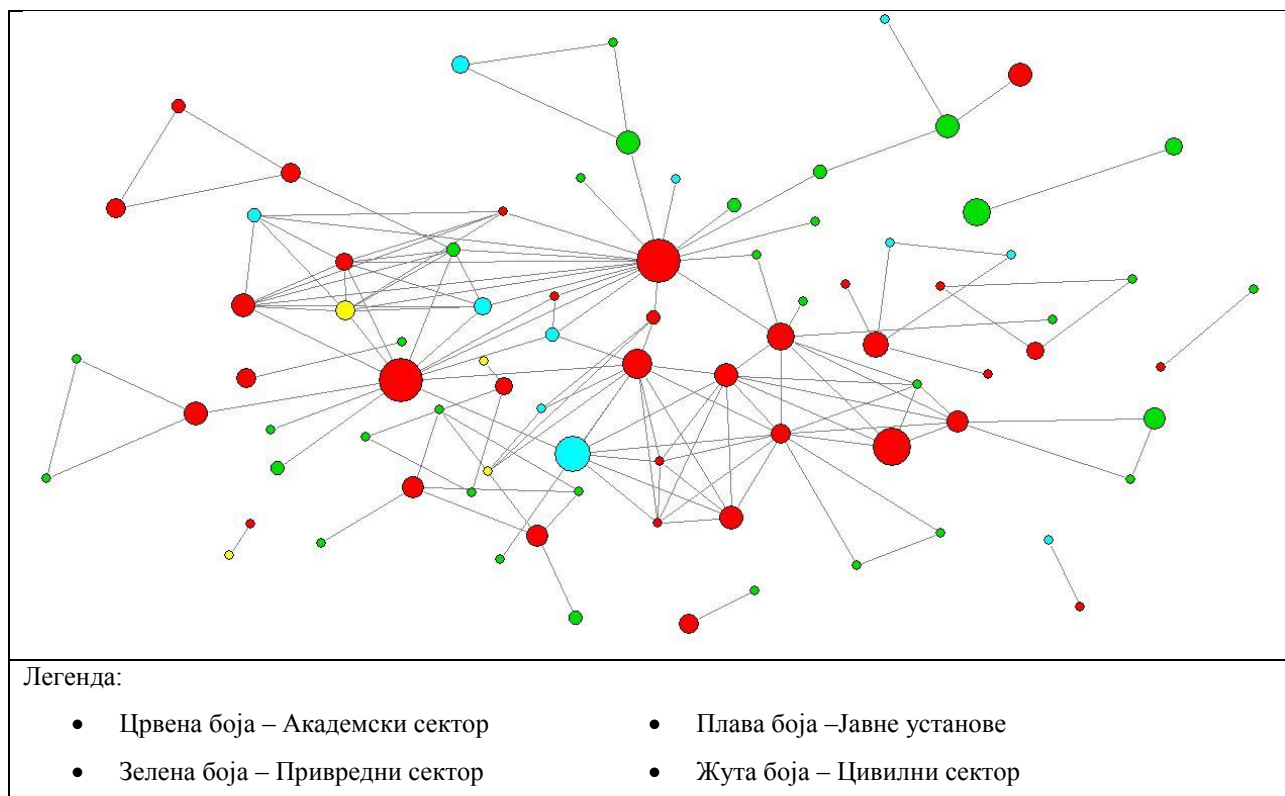 Легенда:
• Црвена боја – Академски сектор
• Плава боја –Јавне установе
• Зелена боја – Привредни сектор
• Жута боја – Цивилни сектор